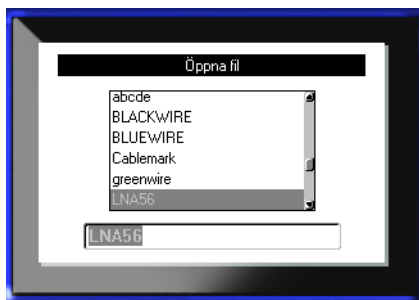 Öppna fil
abcde
BLACKWIRE
BLUEWIRE
Cablemark
greenwire
LNA56
LNA56